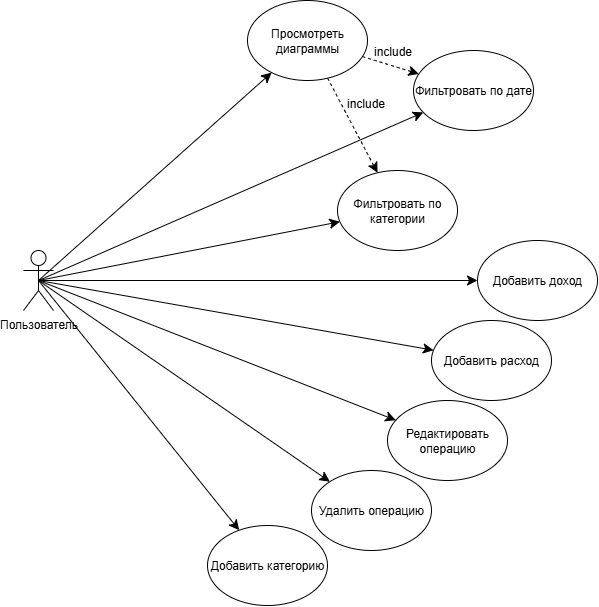 Просмотреть
диаграммы
include
Фильтровать по дате
include
Фильтровать по
категории
Добавить доход
Пользователь
Добавить расход
Редактировать
операцию
Удалить операцию
Добавить категорию